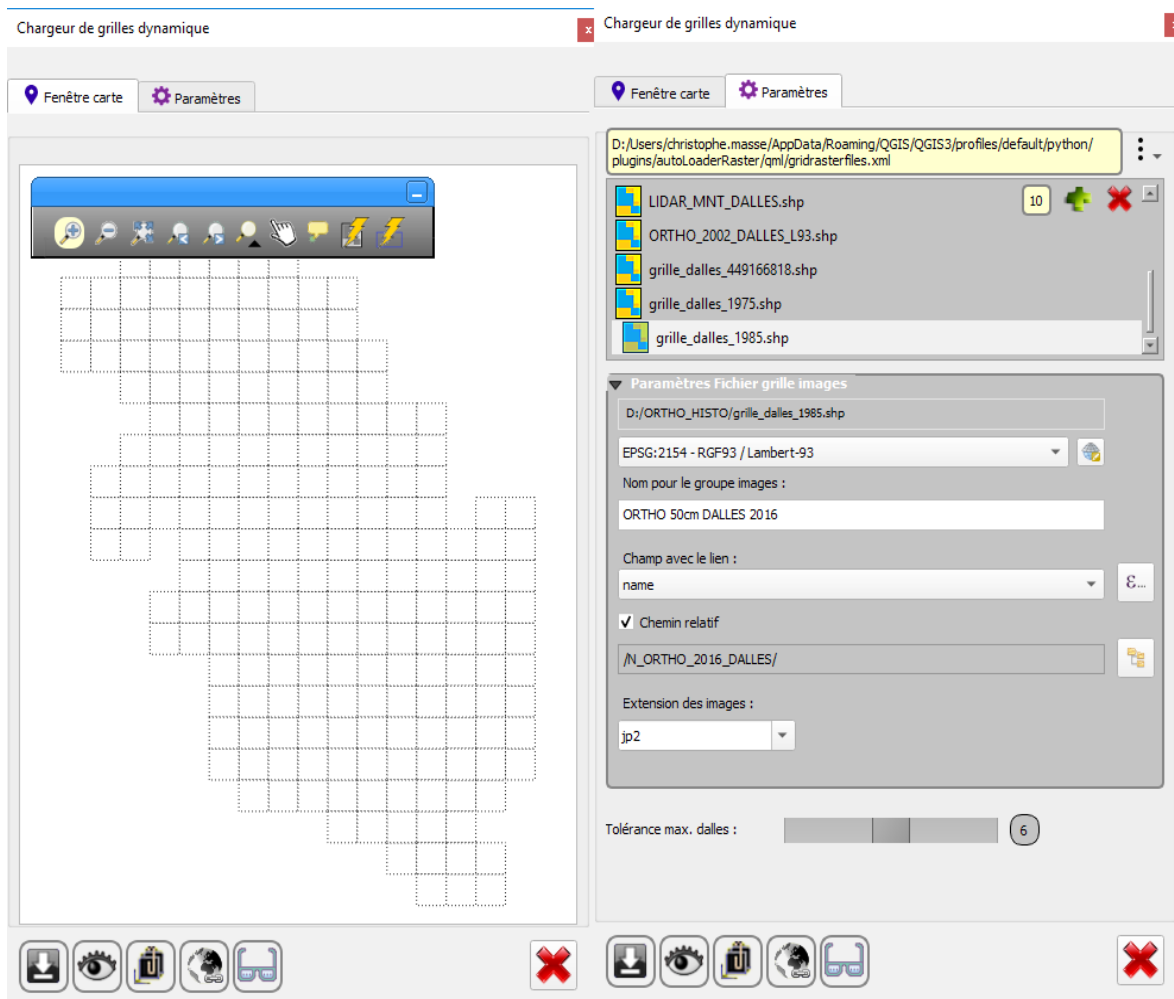 Chargeur de grilles dynamique
x
Fenêtre carte
Paramètres
Chargeur de grilles dynamique
Fenêtre carte
Paramètres
D:/Users/christophe.masse/AppData/Roaming/QGIS/QGIS3/profiles/default/python/
plugins/autoLoaderRaster/qml/gridrasterfiles.xml
LIDAR_MNT_DALLES.shp
10
ORTHO_2002_DALLES_L93.shp
grille_dalles_449166818.shp
grille_dalles_1975.shp
grille_dalles_1985.shp
Paramètres Fichier grille images
D:/ORTHO_HISTO/grille_dalles_1985.shp
EPSG:2154 - RGF93 / Lambert-93
Nom pour le groupe images :
ORTHO 50cm DALLES 2016
Champ avec le lien :
name
ε...
Chemin relatif
/N_ORTHO_2016_DALLES/
Extension des images :
jp2
Tolérance max. dalles :
6